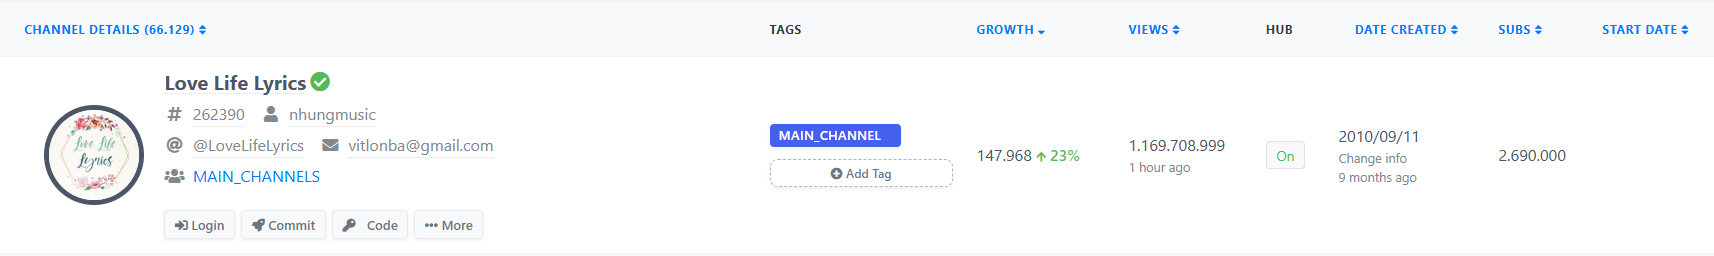 CHANNEL DETAILS (66.129) TAGS GROWTH VIEWS HUB DATE CREATED SUBS START DATE
Love Life Lyrics
262390 nhungmusic
@LoveLifeLyrics vitlonba@gmail.com
MAIN_CHANNELS
Login Commit Code More
Love Life
Lyrics
MAIN_CHANNEL
Add Tag
147.968 23%
1.169.708.999
1 hour ago
On
2010/09/11
Change info
9 months ago
2.690.000